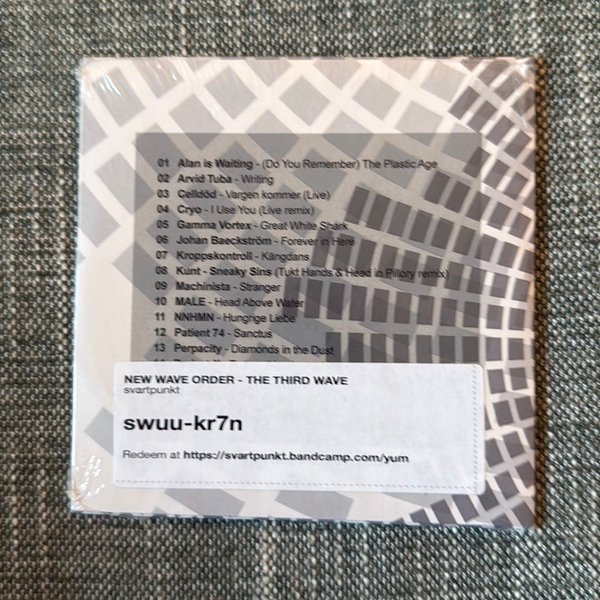 01 Alan is Waiting - (Do You Remember) The Plastic Age
02 Arvid Tuba - Writing
03 Celldöd - Vargen kommer (Live)
04 Cryo - I Use You (Live remix)
05 Gamma Vortex - Great White Shark
06 Johan Baeckström - Forever in Here
07 Kroppskontroll - Kängdans
08 Kunt - Sneaky Sins (Tukt Hands & Head in Pillory remix)
09 Machinista - Stranger
10 MALE - Head Above Water
11 NNHMN - Hungrige Liebe
12 Patient 74 - Sanctus
13 Perpacity - Diamonds in the Dust
NEW WAVE ORDER - THE THIRD WAVE
svartpunkt
swuu-kr7n
Redeem at https://svartpunkt.bandcamp.com/yum